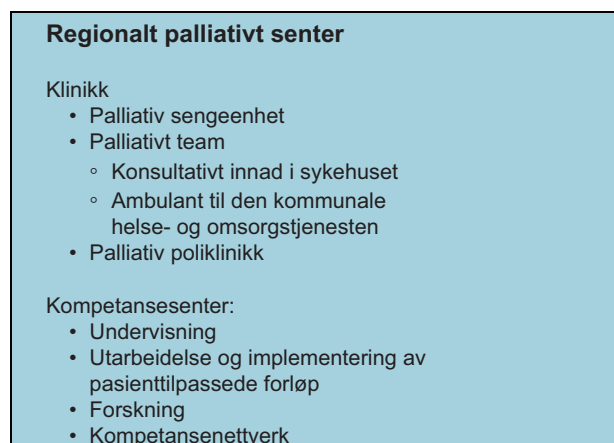 Regionalt palliativt senter
Klinikk
• Palliativ sengeenhet
• Palliativt team
◦ Konsultativt innad i sykehuset
◦ Ambulant til den kommunale
helse- og omsorgstjenesten
• Palliativ poliklinikk
Kompetansesenter:
• Undervisning
• Utarbeidelse og implementering av
pasienttilpassede forløp
• Forskning
• Kompetansenettverk